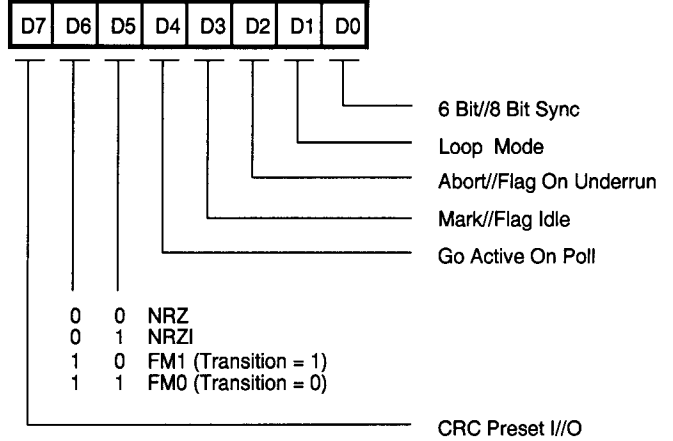 D7 D6 D5 D4 D3 D2 D1 D0
6 Bit//8 Bit Sync
Loop Mode
Abort//Flag On Underrun
Mark//Flag Idle
Go Active On Poll
0 0 NRZ
0 1 NRZI
1 0 FM1 (Transition = 1)
1 1 FM0 (Transition = 0)
CRC Preset I//O